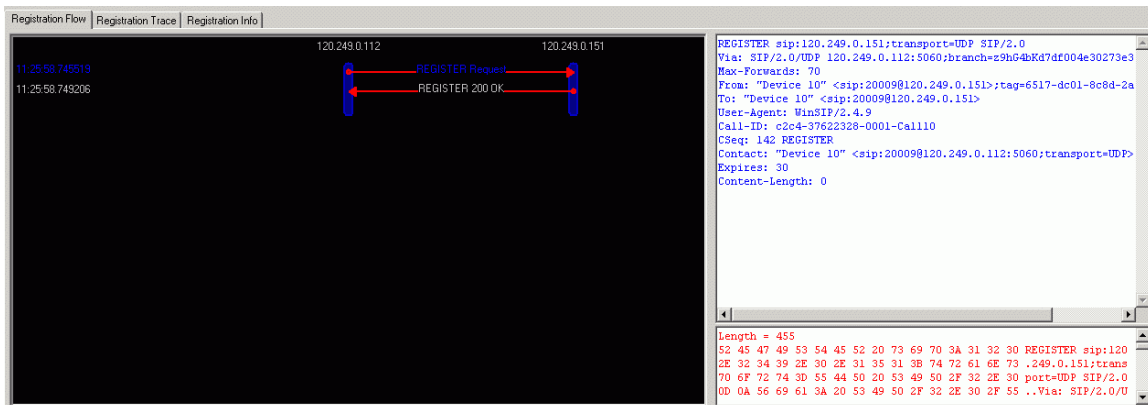 Registration Flow Registration Trace Registration Info
120.249.0.112 120.249.0.151
11:25:58.745519 REGISTER Request
11:25:58.749206 REGISTER 200 OK
REGISTER sip:120.249.0.151;transport=UDP SIP/2.0
Via: SIP/2.0/UDP 120.249.0.112:5060;branch=z9hG4bKd7df004e30273e3
Max-Forwards: 70
From: "Device 10" <sip:20009@120.249.0.151>;tag=6517-dc01-8c8d-2a
To: "Device 10" <sip:20009@120.249.0.151>
User-Agent: WinSIP/2.4.9
Call-ID: c2c4-37622328-0001-Call10
CSeq: 142 REGISTER
Contact: "Device 10" <sip:20009@120.249.0.112:5060;transport=UDP>
Expires: 30
Content-Length: 0
Length = 455
52 45 47 49 53 54 45 52 20 73 69 70 3A 31 32 30 REGISTER sip:120
2E 32 34 39 2E 30 2E 31 35 31 3B 74 72 61 6E 73 .249.0.151;trans
70 6F 72 74 3D 55 44 50 20 53 49 50 2F 32 2E 30 port=UDP SIP/2.0
0D 0A 56 69 61 3A 20 53 49 50 2F 32 2E 30 2F 55 ..Via: SIP/2.0/U